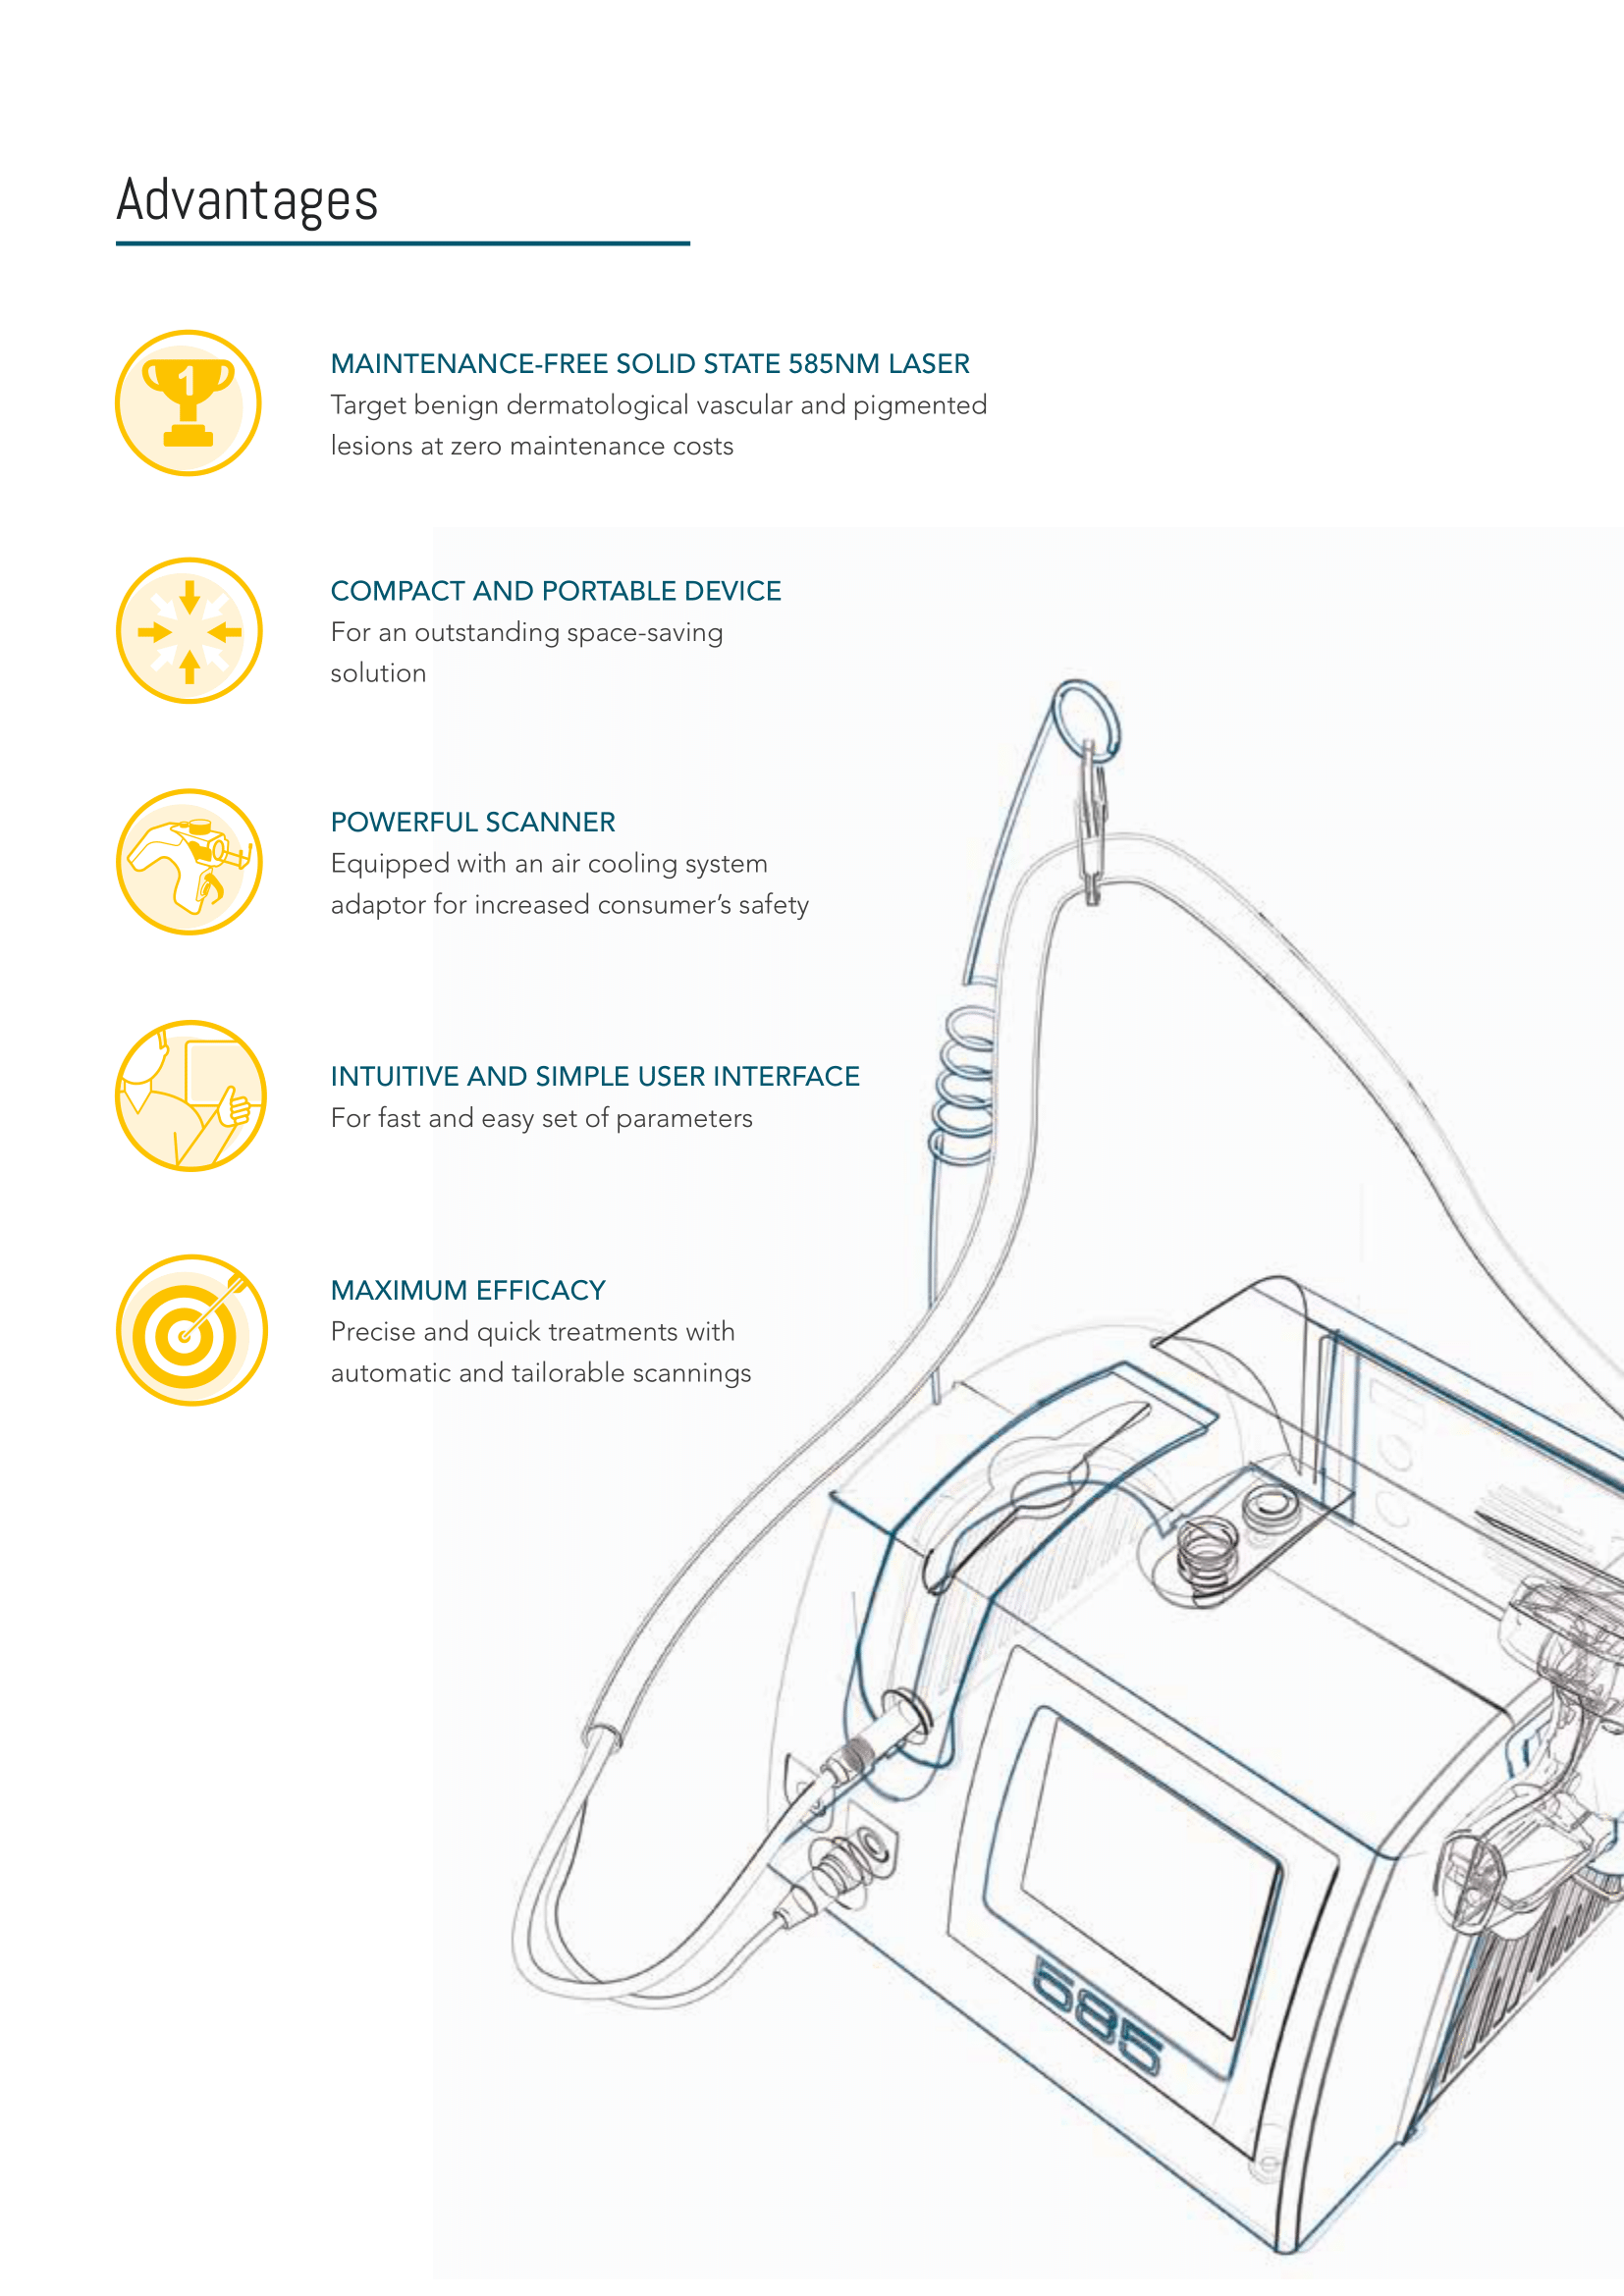 Advantages
1
MAINTENANCE-FREE SOLID STATE 585NM LASER
Target benign dermatological vascular and pigmented
lesions at zero maintenance costs
COMPACT AND PORTABLE DEVICE
For an outstanding space-saving
solution
POWERFUL SCANNER
Equipped with an air cooling system
adaptor for increased consumer’s safety
INTUITIVE AND SIMPLE USER INTERFACE
For fast and easy set of parameters
MAXIMUM EFFICACY
Precise and quick treatments with
automatic and tailorable scannings
585